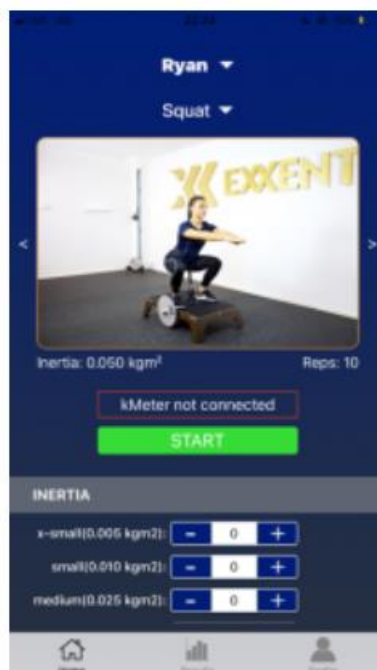 Ryan
Squat
EXXENT
< >
Inertia: 0.050 kgm² Reps: 10
kMeter not connected
START
INERTIA
x-small(0.005 kgm2): - 0 +
small(0.010 kgm2): - 0 +
medium(0.025 kgm2): - 0 +